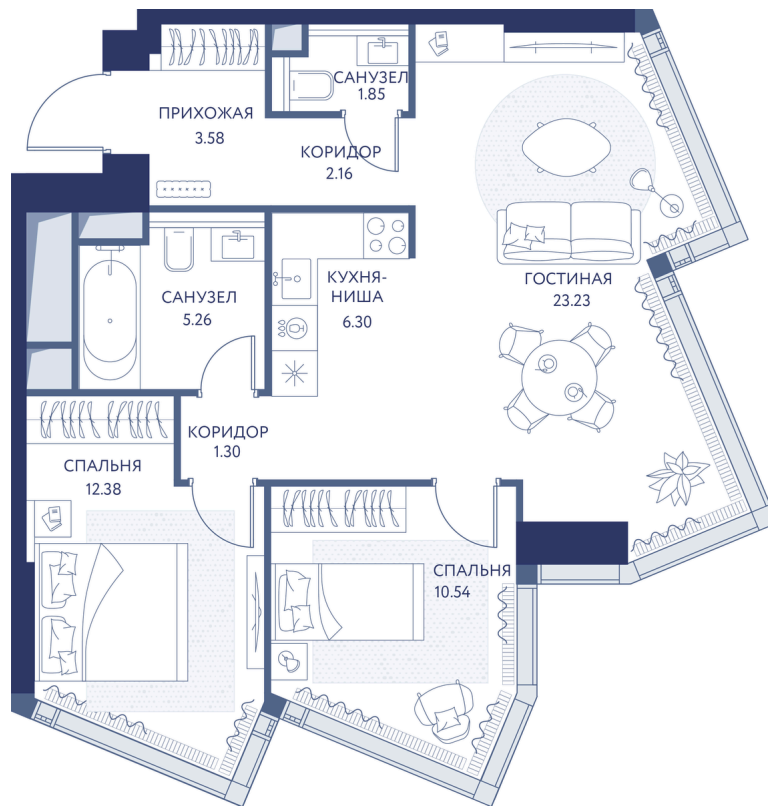 САНУЗЕЛ
1.85
ПРИХОЖАЯ
3.58
КОРИДОР
2.16
ГОСТИНАЯ
23.23
КУХНЯ-
НИША
6.30
САНУЗЕЛ
5.26
КОРИДОР
1.30
СПАЛЬНЯ
12.38
СПАЛЬНЯ
10.54